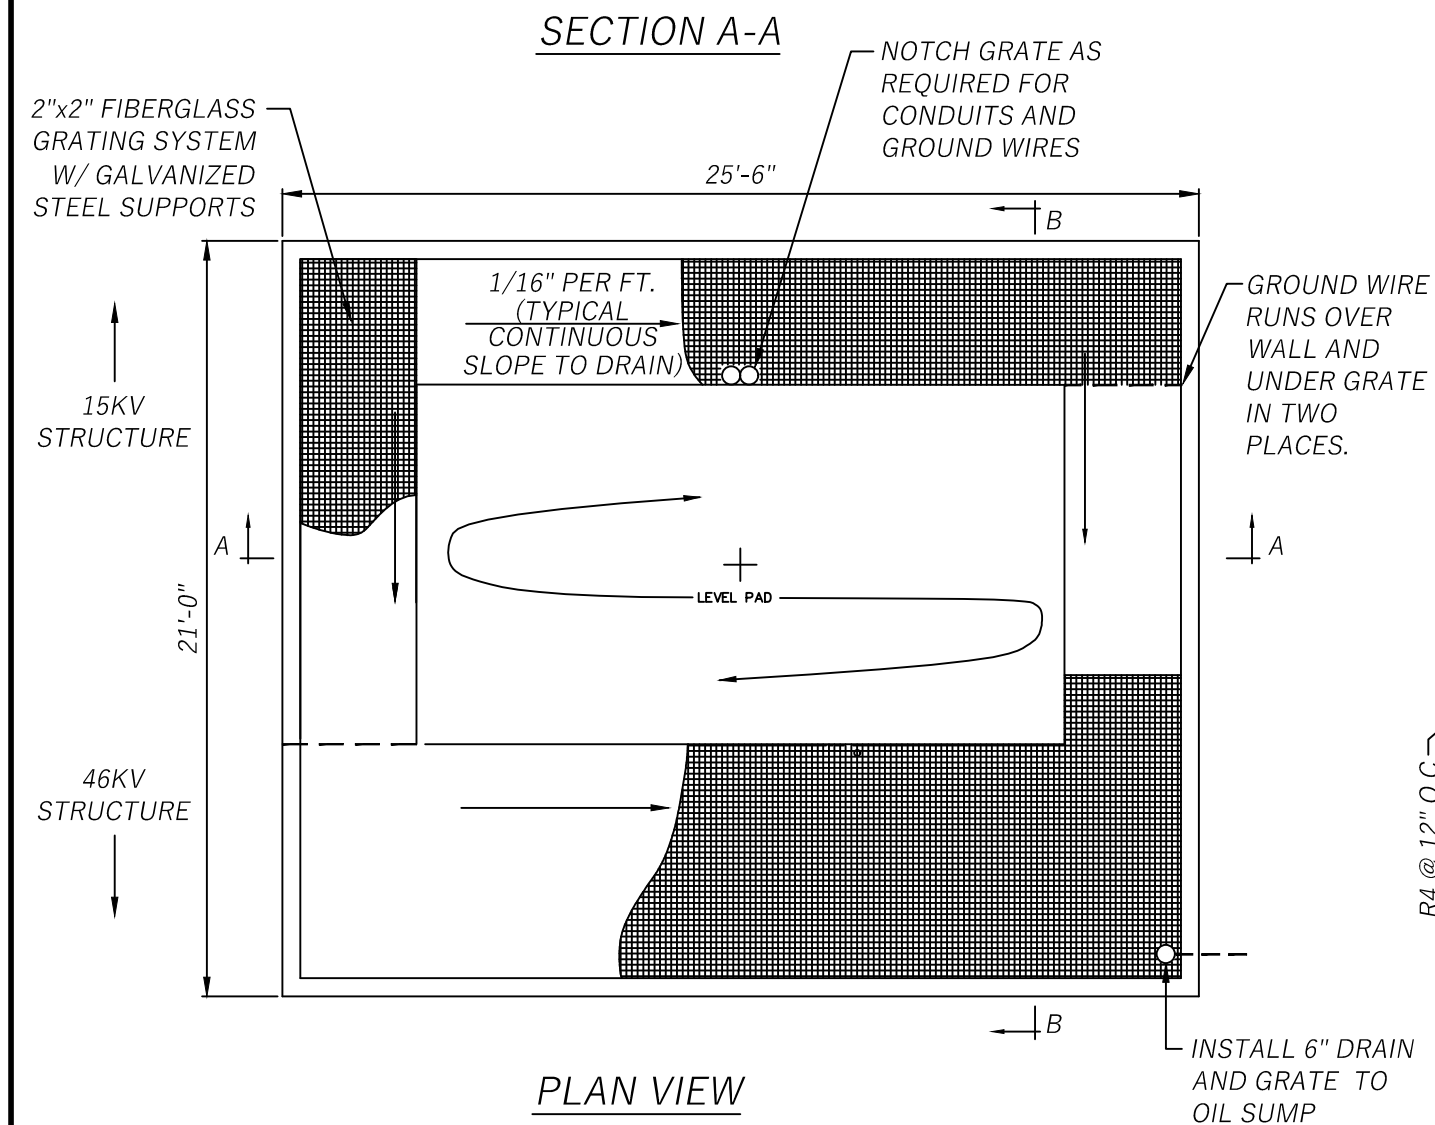 SECTION A-A
NOTCH GRATE AS
REQUIRED FOR
CONDUITS AND
GROUND WIRES
2"x2" FIBERGLASS
GRATING SYSTEM
W/ GALVANIZED
STEEL SUPPORTS
25'-6"
B
1/16" PER FT.
(TYPICAL
CONTINUOUS
SLOPE TO DRAIN)
GROUND WIRE
RUNS OVER
WALL AND
UNDER GRATE
IN TWO
PLACES.
15KV
STRUCTURE
A
A
21'-0"
LEVEL PAD
46KV
STRUCTURE
R4 @ 12" O.C.
B
INSTALL 6" DRAIN
AND GRATE TO
OIL SUMP
PLAN VIEW